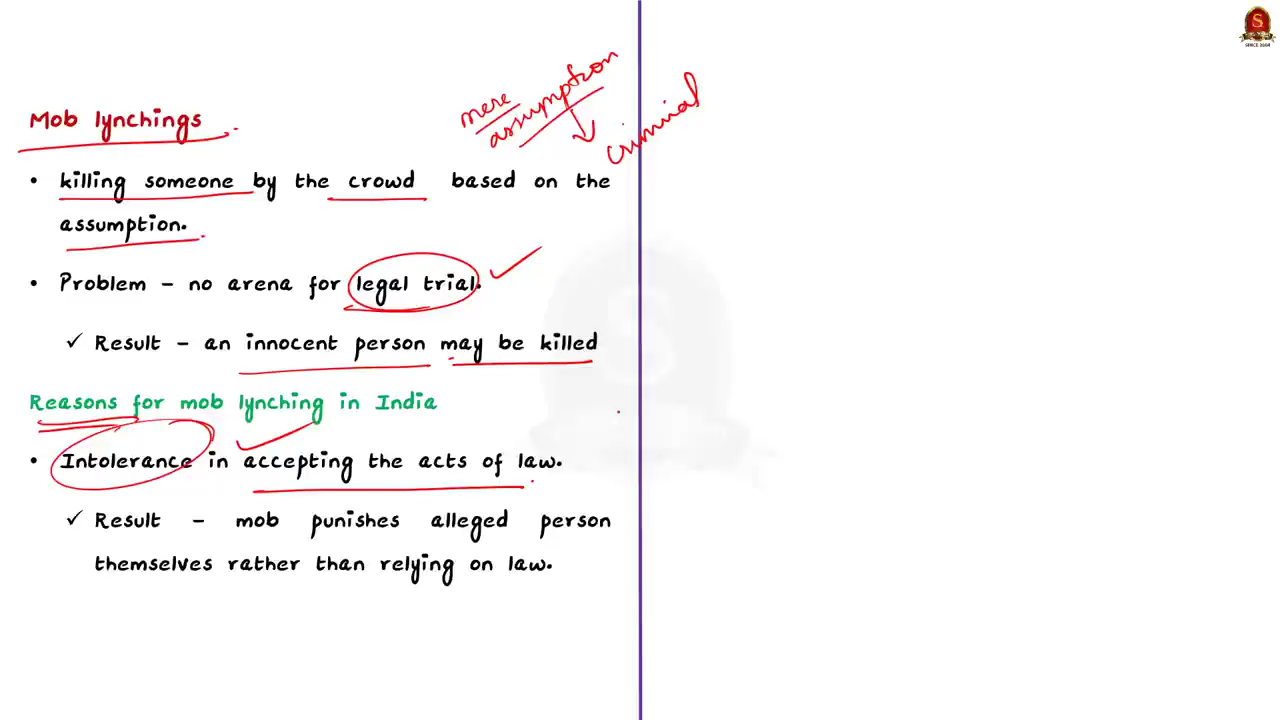 S
SINCE 2004
mere
assumption
criminal
Mob lynchings
• killing someone by the crowd based on the
assumption.
• Problem – no arena for legal trial.
✓ Result – an innocent person may be killed
Reasons for mob lynching in India
• Intolerance in accepting the acts of law.
✓ Result – mob punishes alleged person
themselves rather than relying on law.